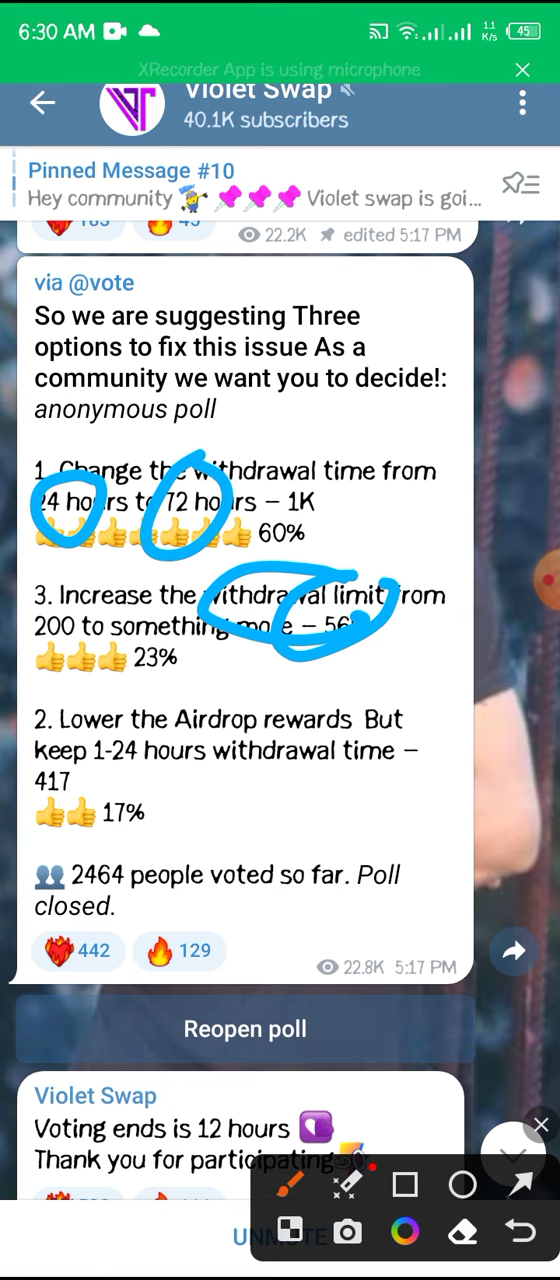 6:30 AM
1.1
K/s
45
XRecorder App is using microphone
Violet Swap
40.1K subscribers
Pinned Message #10
Hey community Violet swap is goi...
22.2K edited 5:17 PM
via @vote
So we are suggesting Three
options to fix this issue As a
community we want you to decide!:
anonymous poll
1. Change the withdrawal time from
24 hours to 72 hours – 1K
60%
3. Increase the withdrawal limit from
200 to something more –
23%
2. Lower the Airdrop rewards But
keep 1-24 hours withdrawal time –
417
17%
2464 people voted so far. Poll
closed.
442 129
22.8K 5:17 PM
Reopen poll
Violet Swap
Voting ends is 12 hours
Thank you for participating
UNMUTE